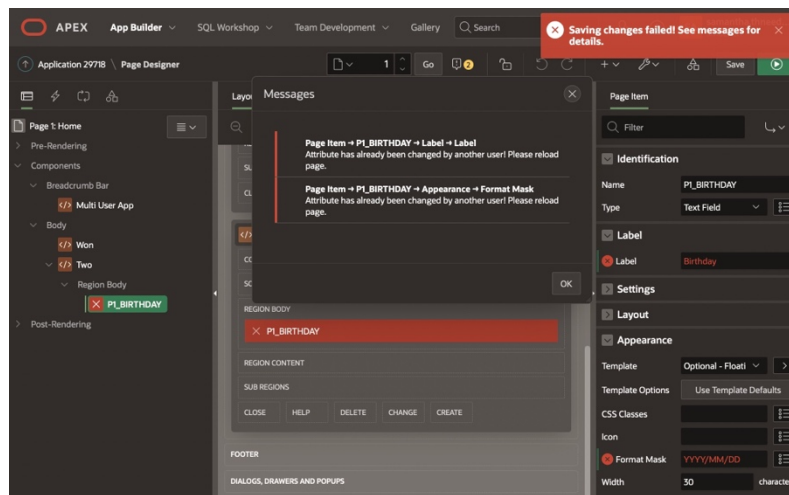 APEX App Builder SQL Workshop Team Development Gallery Search
Saving changes failed! See messages for
details.
Application 29718 \ Page Designer
1 Go 2 Save
Layou
Messages
Page Item
Page 1: Home
Pre-Rendering
Components
Breadcrumb Bar
Multi User App
Body
Won
Two
Region Body
P1_BIRTHDAY
Post-Rendering
Page Item → P1_BIRTHDAY → Label → Label
Attribute has already been changed by another user! Please reload
page.
Page Item → P1_BIRTHDAY → Appearance → Format Mask
Attribute has already been changed by another user! Please reload
page.
OK
REGION BODY
P1_BIRTHDAY
REGION CONTENT
SUB REGIONS
CLOSE HELP DELETE CHANGE CREATE
FOOTER
DIALOGS, DRAWERS AND POPUPS
Filter
Identification
Name P1_BIRTHDAY
Type Text Field
Label
Label Birthday
Settings
Layout
Appearance
Template Optional - Floati
Template Options Use Template Defaults
CSS Classes
Icon
Format Mask YYYY/MM/DD
Width 30 characte